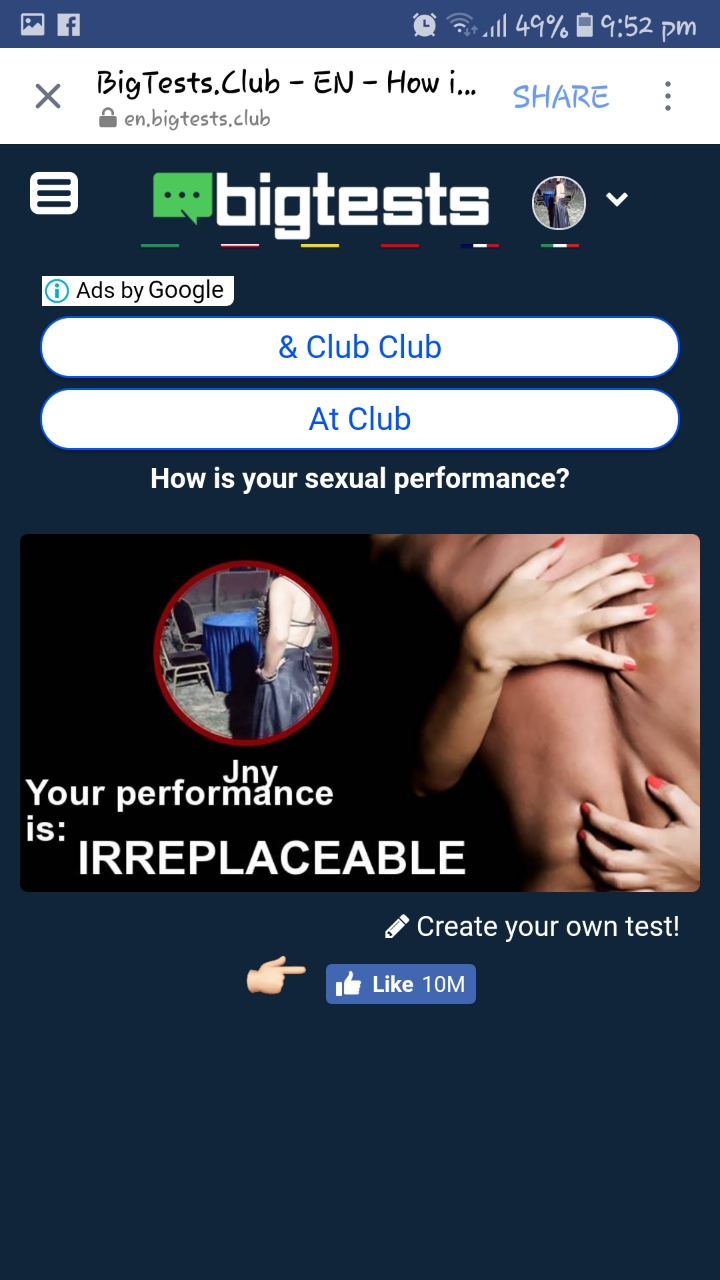 49% 9:52 pm
BigTests.Club – EN – How i...
SHARE
en.bigtests.club
bigtests
Ads by Google
& Club Club
At Club
How is your sexual performance?
Jny
Your performance
is:
IRREPLACEABLE
Create your own test!
Like 10M